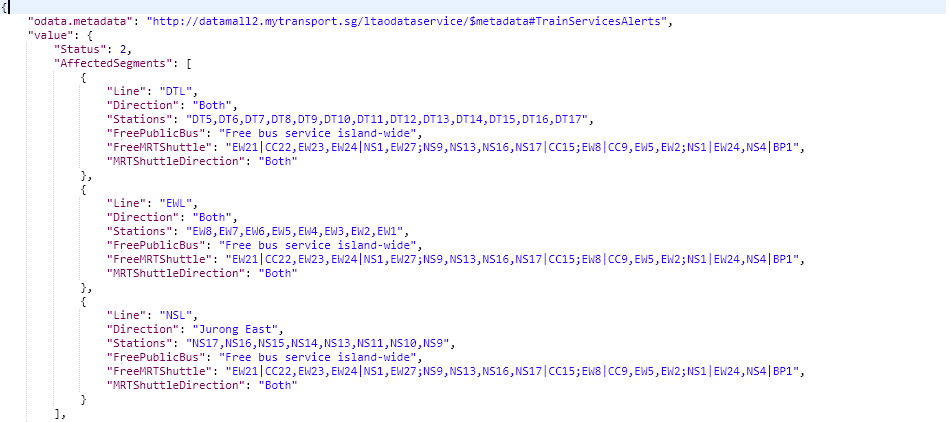 {
"odata.metadata": "http://datamall2.mytransport.sg/ltaodataservice/$metadata#TrainServicesAlerts",
"value": {
"Status": 2,
"AffectedSegments": [
{
"Line": "DTL",
"Direction": "Both",
"Stations": "DT5,DT6,DT7,DT8,DT9,DT10,DT11,DT12,DT13,DT14,DT15,DT16,DT17",
"FreePublicBus": "Free bus service island-wide",
"FreeMRTShuttle": "EW21|CC22,EW23,EW24|NS1,EW27;NS9,NS13,NS16,NS17|CC15;EW8|CC9,EW5,EW2;NS1|EW24,NS4|BP1",
"MRTShuttleDirection": "Both"
},
{
"Line": "EWL",
"Direction": "Both",
"Stations": "EW8,EW7,EW6,EW5,EW4,EW3,EW2,EW1",
"FreePublicBus": "Free bus service island-wide",
"FreeMRTShuttle": "EW21|CC22,EW23,EW24|NS1,EW27;NS9,NS13,NS16,NS17|CC15;EW8|CC9,EW5,EW2;NS1|EW24,NS4|BP1",
"MRTShuttleDirection": "Both"
},
{
"Line": "NSL",
"Direction": "Jurong East",
"Stations": "NS17,NS16,NS15,NS14,NS13,NS11,NS10,NS9",
"FreePublicBus": "Free bus service island-wide",
"FreeMRTShuttle": "EW21|CC22,EW23,EW24|NS1,EW27;NS9,NS13,NS16,NS17|CC15;EW8|CC9,EW5,EW2;NS1|EW24,NS4|BP1",
"MRTShuttleDirection": "Both"
}
],